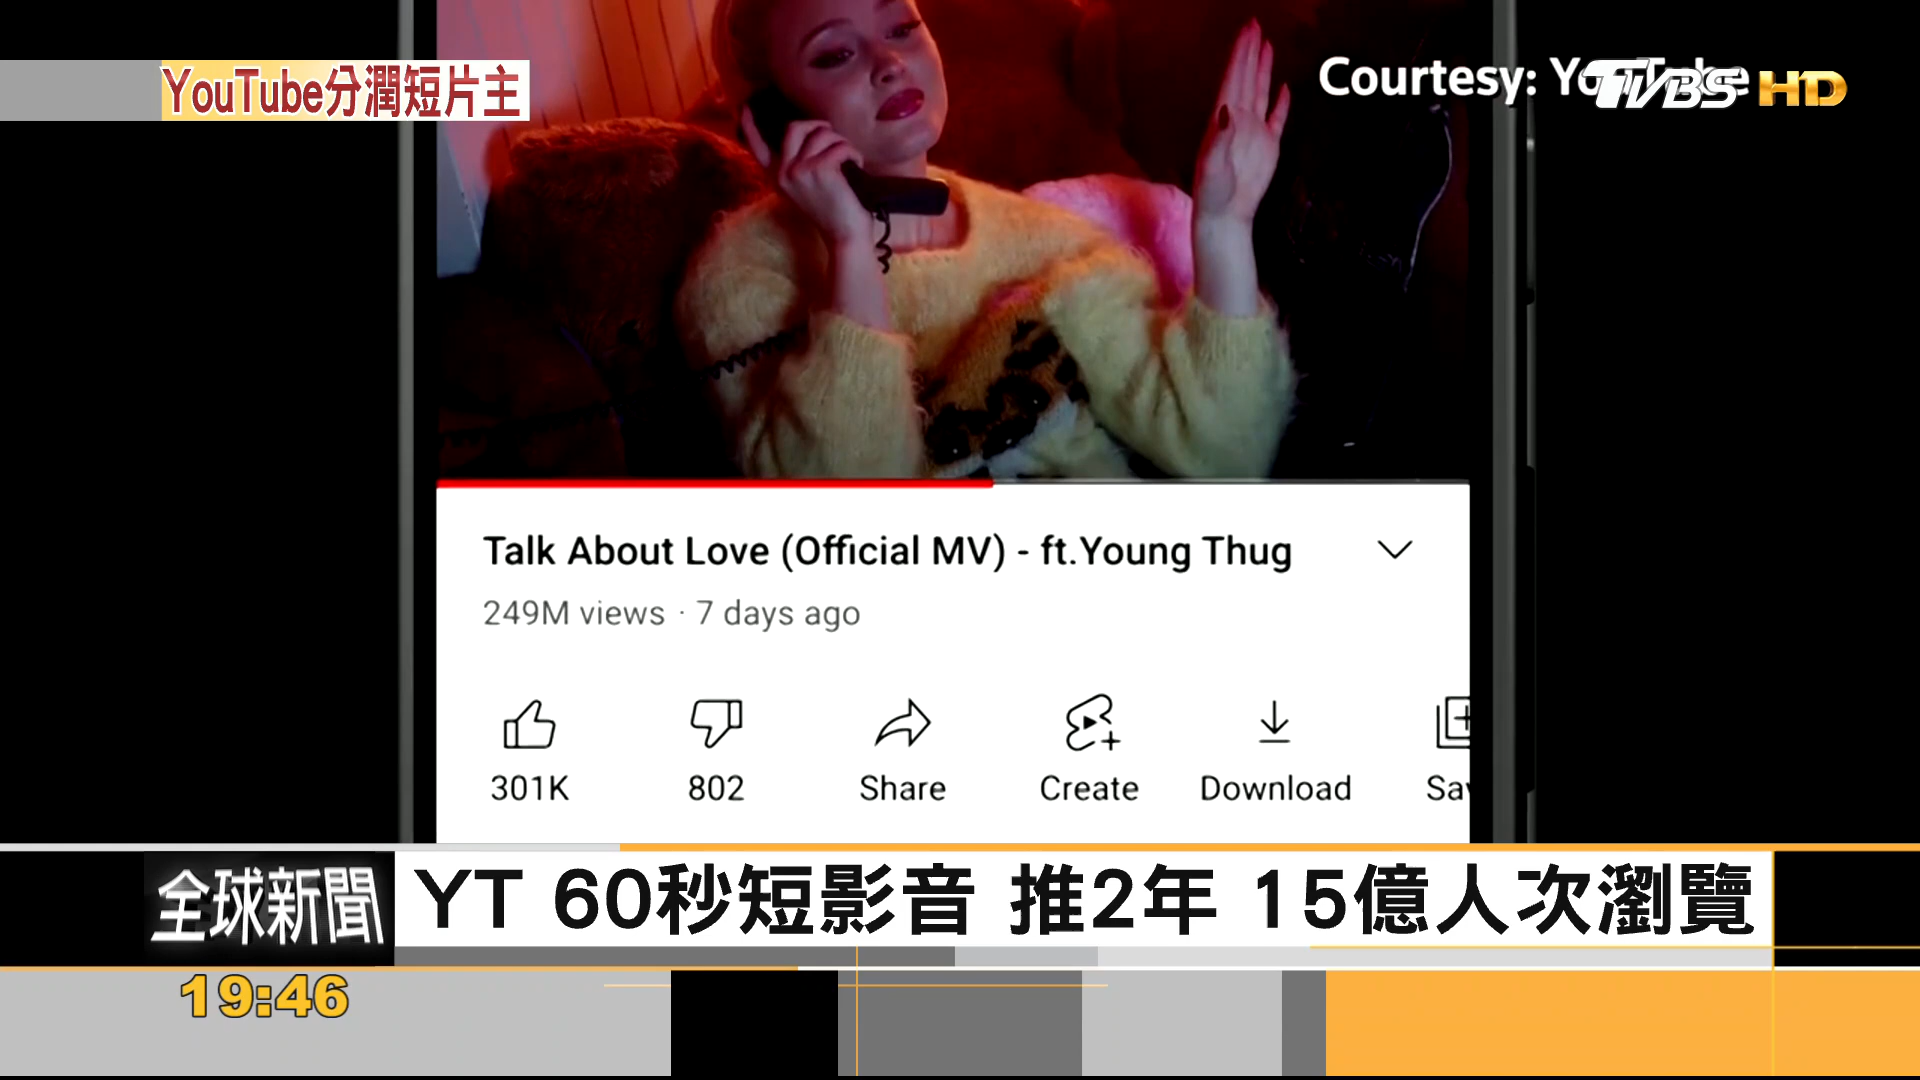 YouTube分潤短片主
Courtesy: YouTube
TVBS HD
Talk About Love (Official MV) - ft.Young Thug
249M views · 7 days ago
301K
802
Share
Create
Download
Sav
全球新聞
YT 60秒短影音 推2年 15億人次瀏覽
19:46